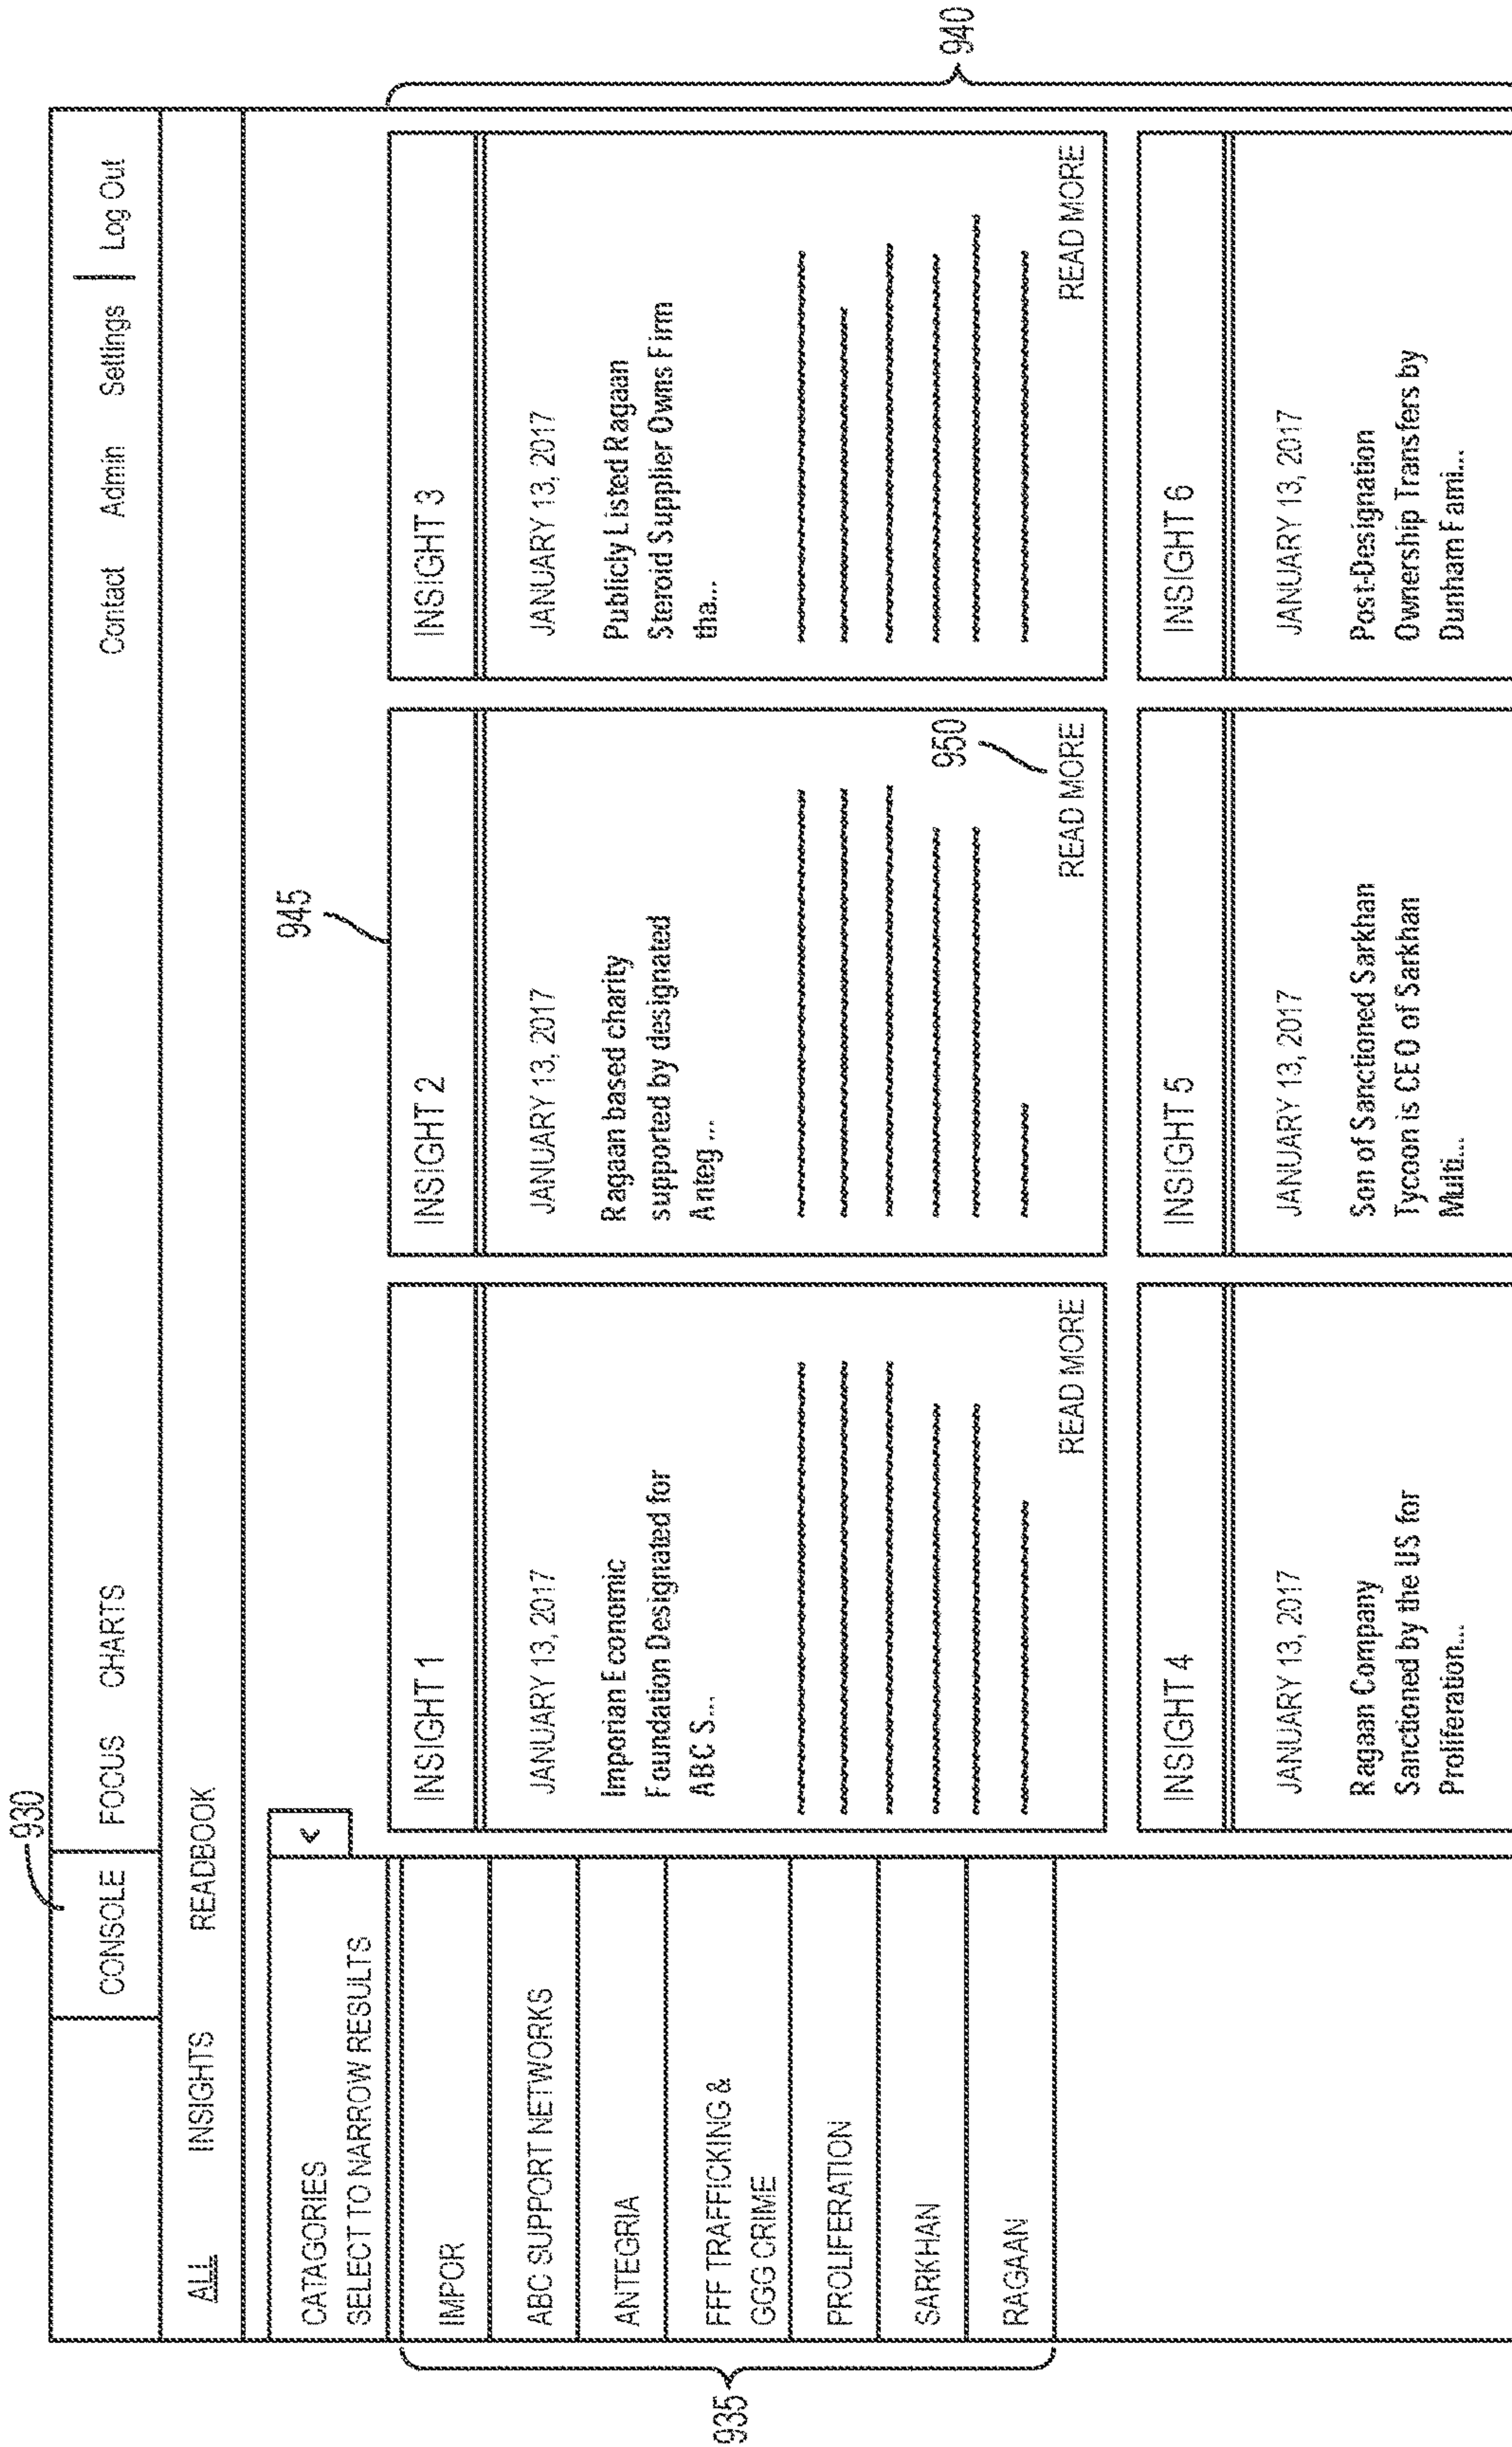 930
CONSOLE
FOCUS
CHARTS
Contact
Admin
Settings
Log Out
ALL
INSIGHTS
READBOOK
CATAGORIES
SELECT TO NARROW RESULTS
<
935
IMPOR
ABC SUPPORT NETWORKS
ANTEGRIA
FFF TRAFFICKING &
GGG CRIME
PROLIFERATION
SARKHAN
RAGAAN
940
INSIGHT 1
JANUARY 13, 2017
Imporian Economic
Foundation Designated for
ABC S...
READ MORE
945
INSIGHT 2
JANUARY 13, 2017
Ragaan based charity
supported by designated
Anteg ...
950
READ MORE
INSIGHT 3
JANUARY 13, 2017
Publicly Listed Ragaan
Steroid Supplier Owns Firm
tha...
READ MORE
INSIGHT 4
JANUARY 13, 2017
Ragaan Company
Sanctioned by the US for
Proliferation...
INSIGHT 5
JANUARY 13, 2017
Son of Sanctioned Sarkhan
Tycoon is CEO of Sarkhan
Multi...
INSIGHT 6
JANUARY 13, 2017
Post-Designation
Ownership Transfers by
Dunham Fami...